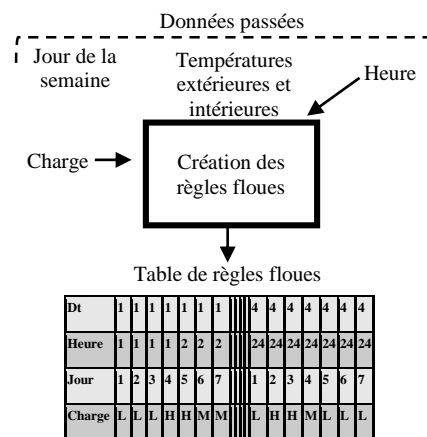 Données passées
Jour de la semaine
Températures extérieures et intérieures
Heure
Charge
Création des règles floues
Table de règles floues
Dt 1 1 1 1 1 1 1 4 4 4 4 4 4 4
Heure 1 1 1 1 2 2 2 24 24 24 24 24 24 24
Jour 1 2 3 4 5 6 7 1 2 3 4 5 6 7
Charge L L L H H M M L H H M L L L